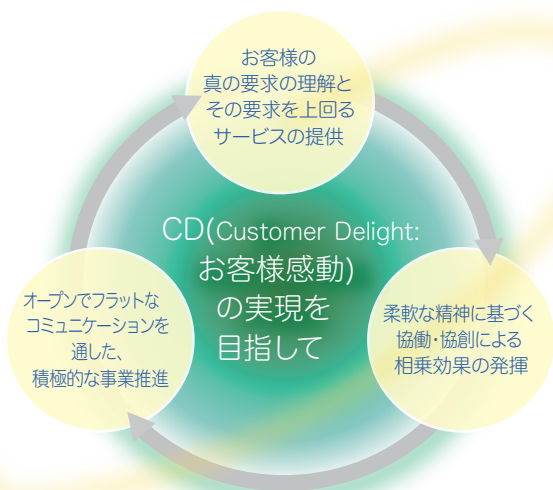 お客様の
真の要求の理解と
その要求を上回る
サービスの提供
CD(Customer Delight:
お客様感動)
の実現を
目指して
オープンでフラットな
コミュニケーションを
通した、
積極的な事業推進
柔軟な精神に基づく
協働・協創による
相乗効果の発揮